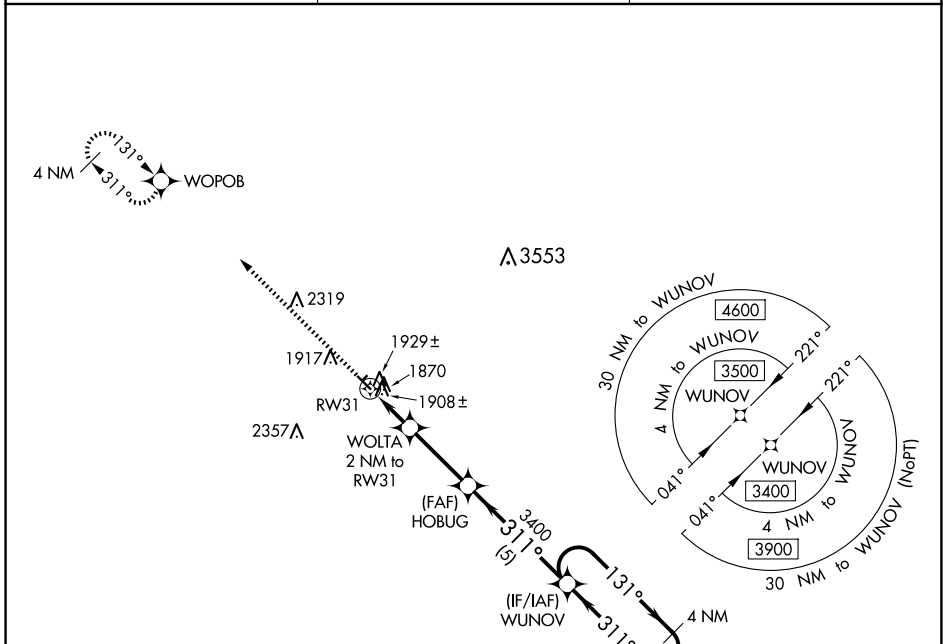 131°
4 NM
311°
WOPOB
3553
2319
1929±
1917
1870
1908±
RW31
2357
WOLTA
2 NM to
RW31
(FAF)
HOBUG
3400
311°
(5)
(IF/IAF)
WUNOV
131°
4 NM
311°
30 NM to WUNOV
4600
4 NM to WUNOV
3500
WUNOV
221°
041°
221°
WUNOV
3400
041°
4 NM to WUNOV
3900
30 NM to WUNOV (NoPT)